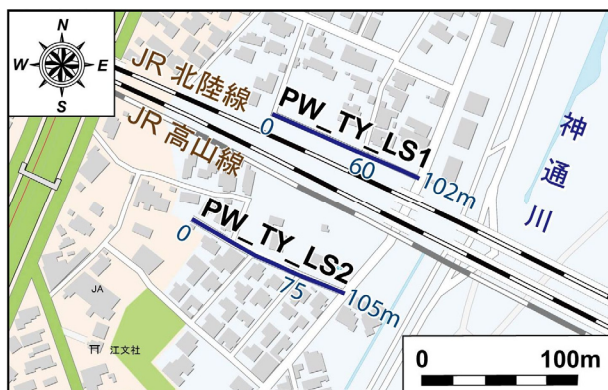 N
W
E
S
JR 北陸線
JR 高山線
PW_TY_LS1
0
60
102m
神通川
PW_TY_LS2
0
75
105m
JA
江文社
0
100m